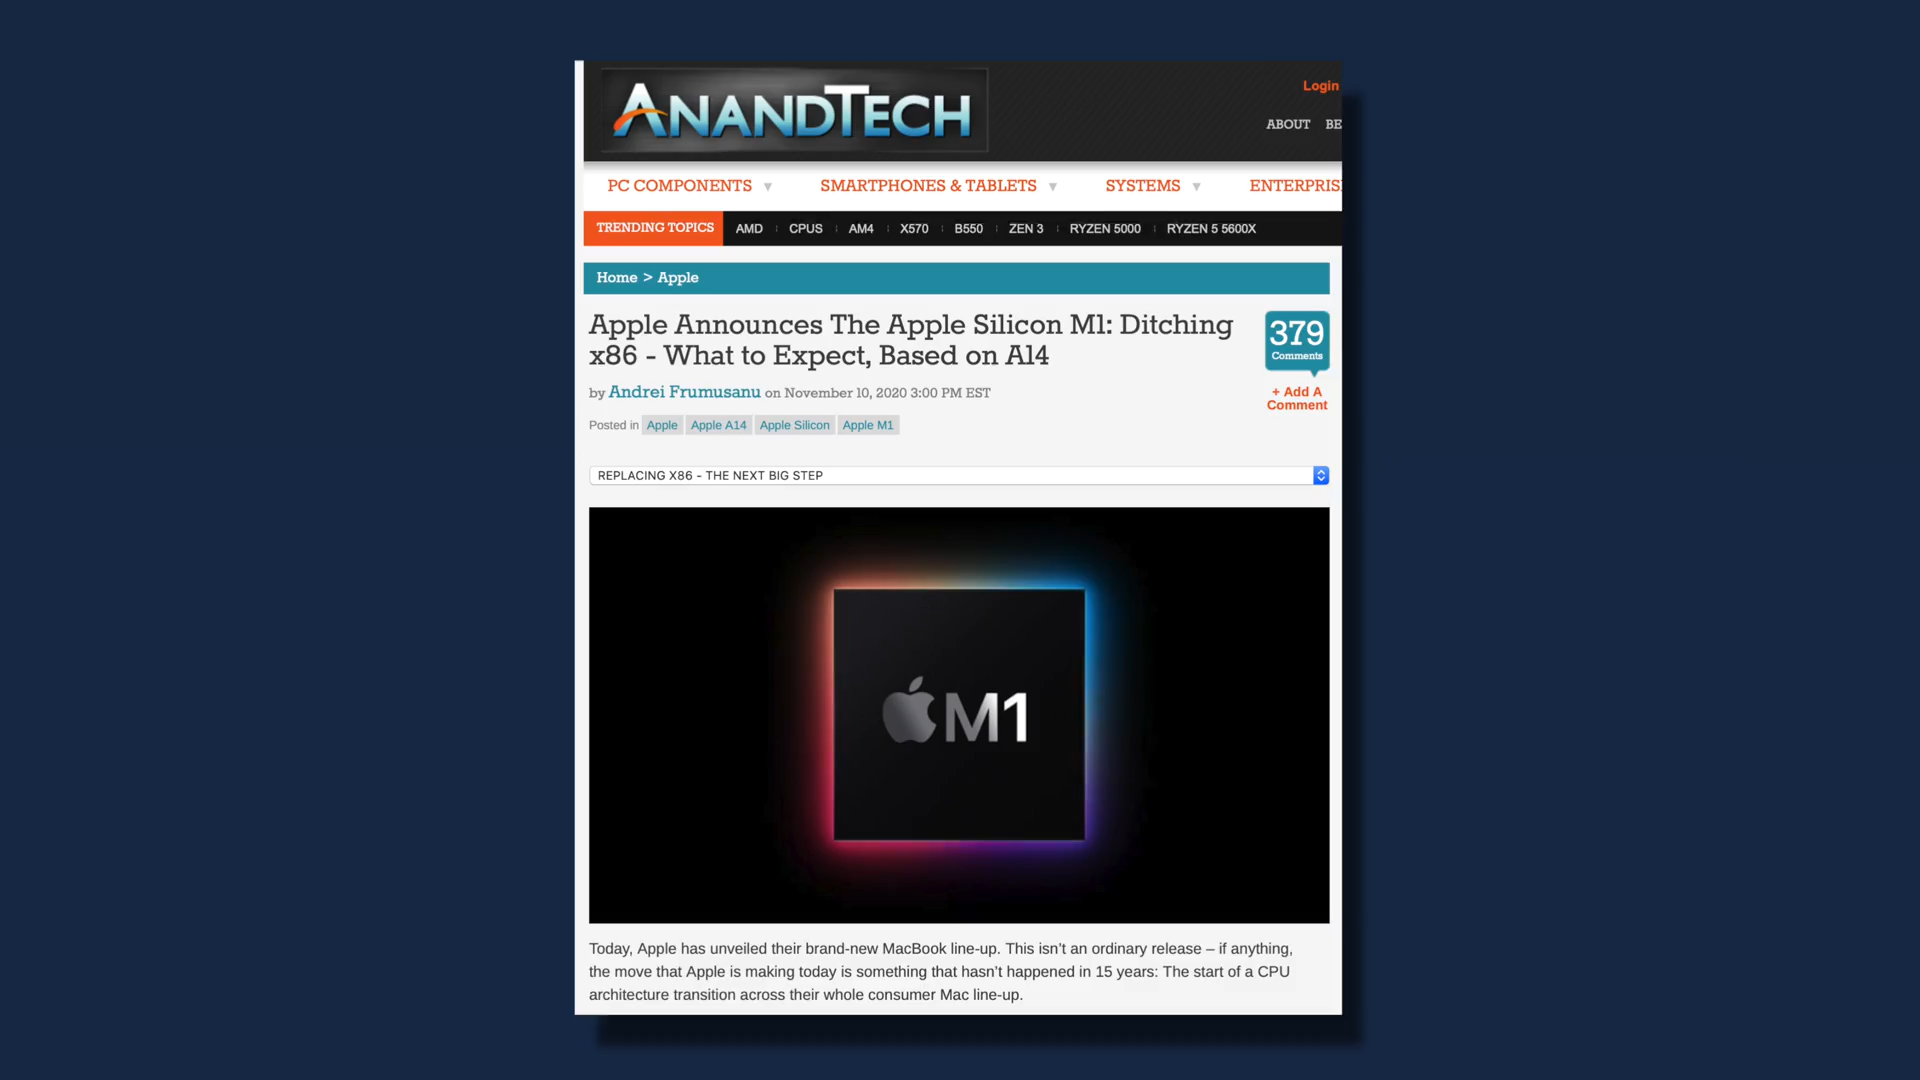 ANANDTECH
Login
ABOUT BE
PC COMPONENTS SMARTPHONES & TABLETS SYSTEMS ENTERPRIS
TRENDING TOPICS AMD CPUS AM4 X570 B550 ZEN 3 RYZEN 5000 RYZEN 5 5600X
Home > Apple
Apple Announces The Apple Silicon M1: Ditching
x86 - What to Expect, Based on A14
379
Comments
by Andrei Frumusanu on November 10, 2020 3:00 PM EST
+ Add A
Comment
Posted in Apple Apple A14 Apple Silicon Apple M1
REPLACING X86 - THE NEXT BIG STEP
M1
Today, Apple has unveiled their brand-new MacBook line-up. This isn’t an ordinary release – if anything,
the move that Apple is making today is something that hasn’t happened in 15 years: The start of a CPU
architecture transition across their whole consumer Mac line-up.